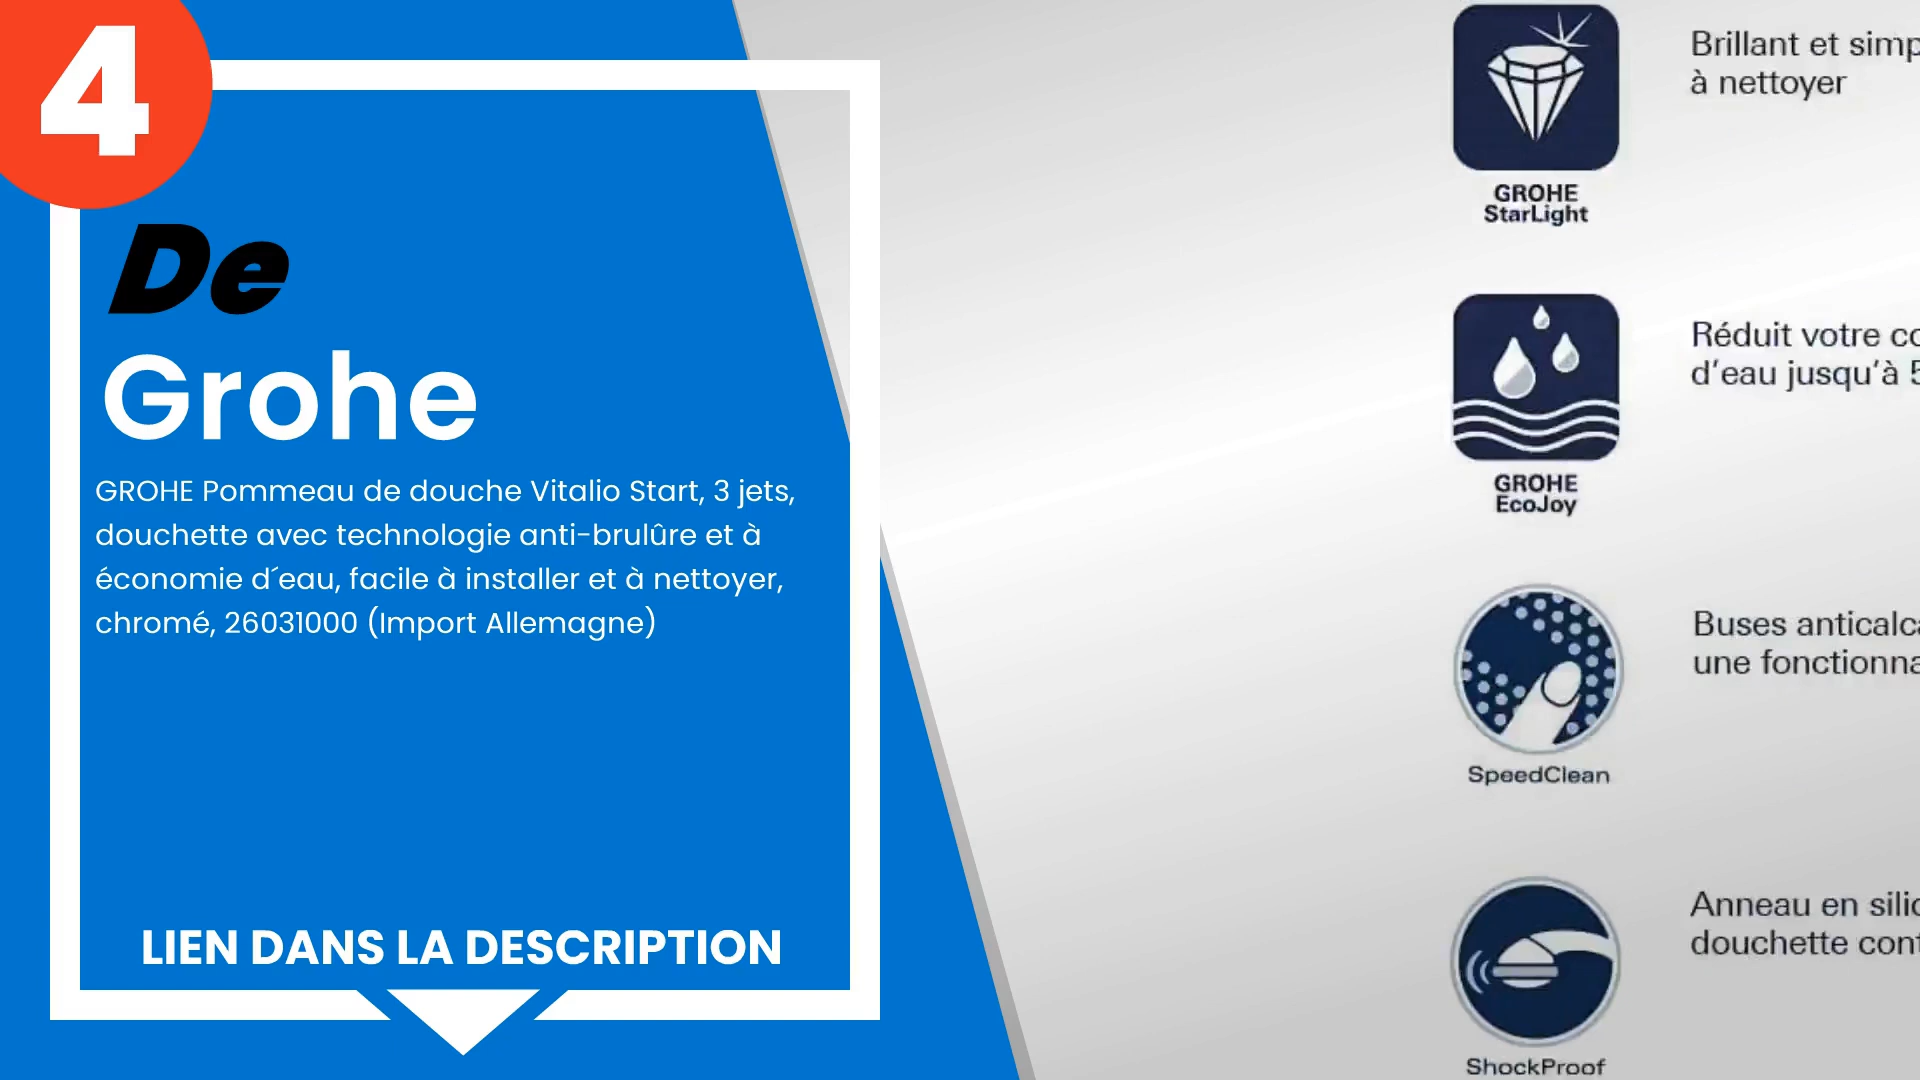 4
De
Grohe
GROHE Pommeau de douche Vitalio Start, 3 jets,
douchette avec technologie anti-brulûre et à
économie d´eau, facile à installer et à nettoyer,
chromé, 26031000 (Import Allemagne)
LIEN DANS LA DESCRIPTION
Brillant et
à nettoyer
GROHE
StarLight
Réduit votre
d’eau jusqu’à
GROHE
EcoJoy
Buses
une
SpeedClean
Anneau en
douchette
ShockProof